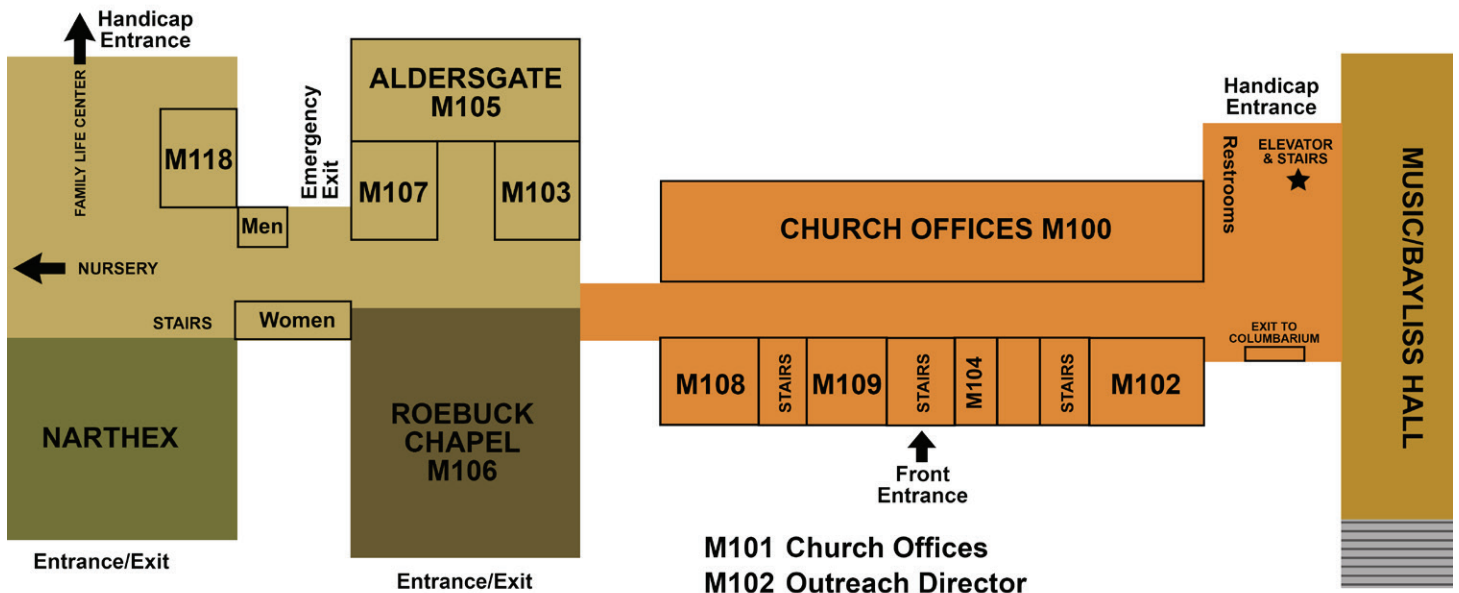 Handicap
Entrance
FAMILY LIFE CENTER
M118
Men
Emergency
Exit
ALDERSGATE
M105
M107
M103
NURSERY
STAIRS
Women
NARTHEX
Entrance/Exit
ROEBUCK
CHAPEL
M106
Entrance/Exit
CHURCH OFFICES M100
M108
STAIRS
M109
STAIRS
M104
STAIRS
M102
Front
Entrance
Handicap
Entrance
Restrooms
ELEVATOR
& STAIRS
EXIT TO
COLUMBARIUM
MUSIC/BAYLISS HALL
M101 Church Offices
M102 Outreach Director